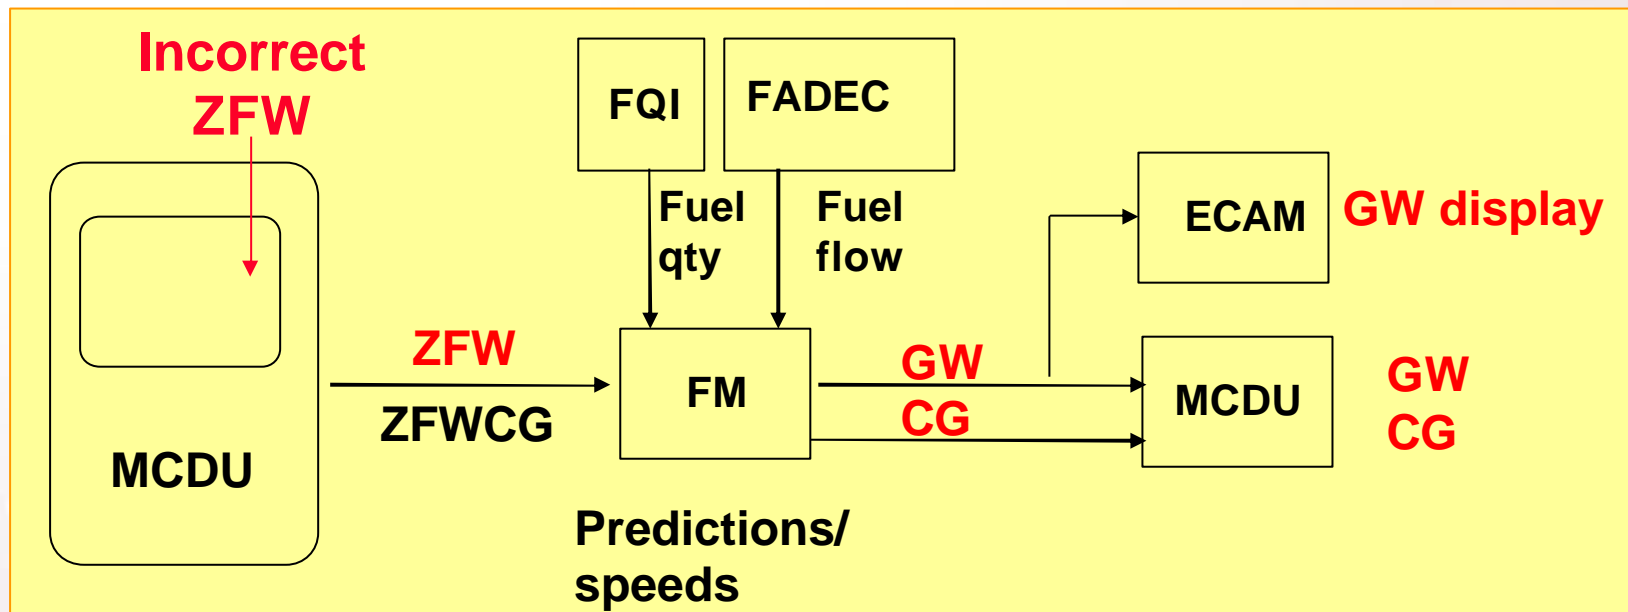 Incorrect
ZFW
FQI
FADEC
Fuel
qty
Fuel
flow
ECAM
GW display
ZFW
ZFWCG
MCDU
FM
GW
CG
MCDU
GW
CG
Predictions/
speeds